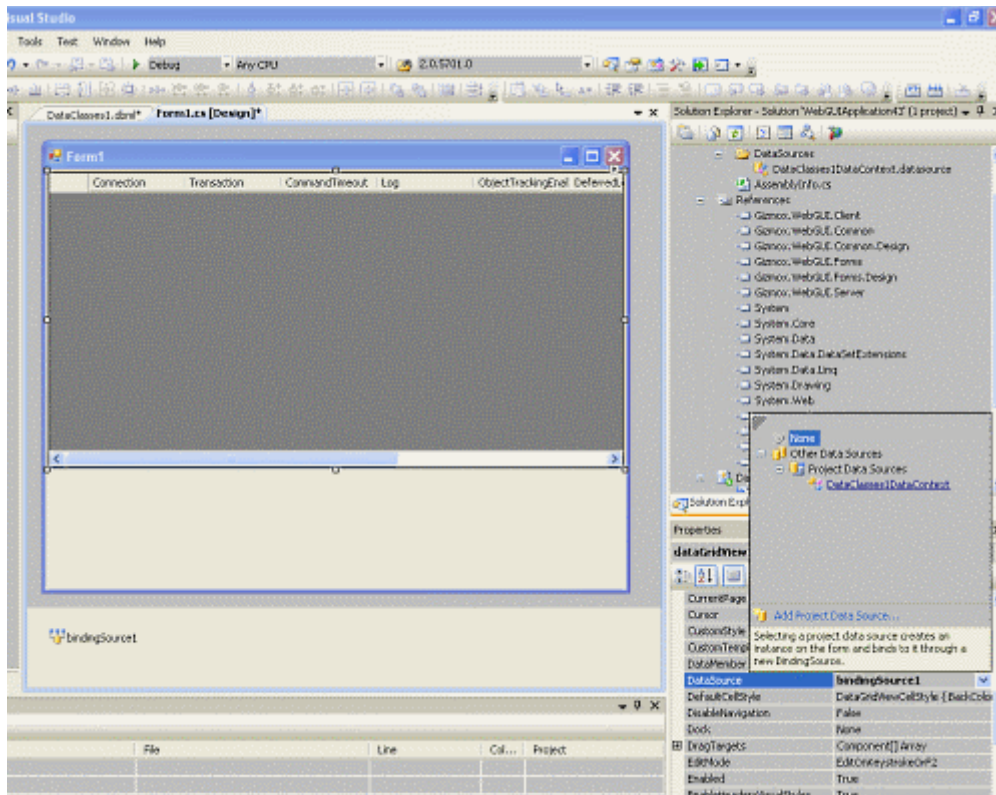 isual Studio
Tools Test Window Help
Debug Any CPU 2.0.5701.0
DataClasses1.dbml* Form1.cs [Design]*
Form1
Connection Transaction CommandTimeout Log ObjectTrackingEnabl DeferredL
bindingSource1
File Line Col... Project
Solution Explorer - Solution 'WebGUIApplication43' (1 project)
DataSources
DataClasses1DataContext.datasource
AssemblyInfo.cs
References
Gizmox.WebGUI.Client
Gizmox.WebGUI.Common
Gizmox.WebGUI.Common.Design
Gizmox.WebGUI.Forms
Gizmox.WebGUI.Forms.Design
Gizmox.WebGUI.Server
System
System.Core
System.Data
System.Data.DataSetExtensions
System.Data.Linq
System.Drawing
System.Web
None
Other Data Sources
Project Data Sources
DataClasses1DataContext
Solution Expl
Properties
dataGridView
Add Project Data Source...
Selecting a project data source creates an
instance on the form and binds to it through a
new BindingSource.
CurrentPage
Cursor
CustomStyle
CustomTempl
DataMember
DataSource bindingSource1
DefaultCellStyle DataGridViewCellStyle { BackColo
DisableNavigation False
Dock None
DragTargets Component[] Array
EditMode EditOnKeystrokeOrF2
Enabled True
True